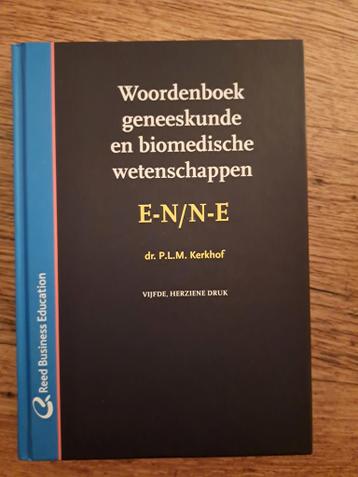 Woordenboek
geneeskunde
en biomedische
wetenschappen
E-N/N-E
dr. P.L.M. Kerkhof
VIJFDE, HERZIENE DRUK
Reed Business Education